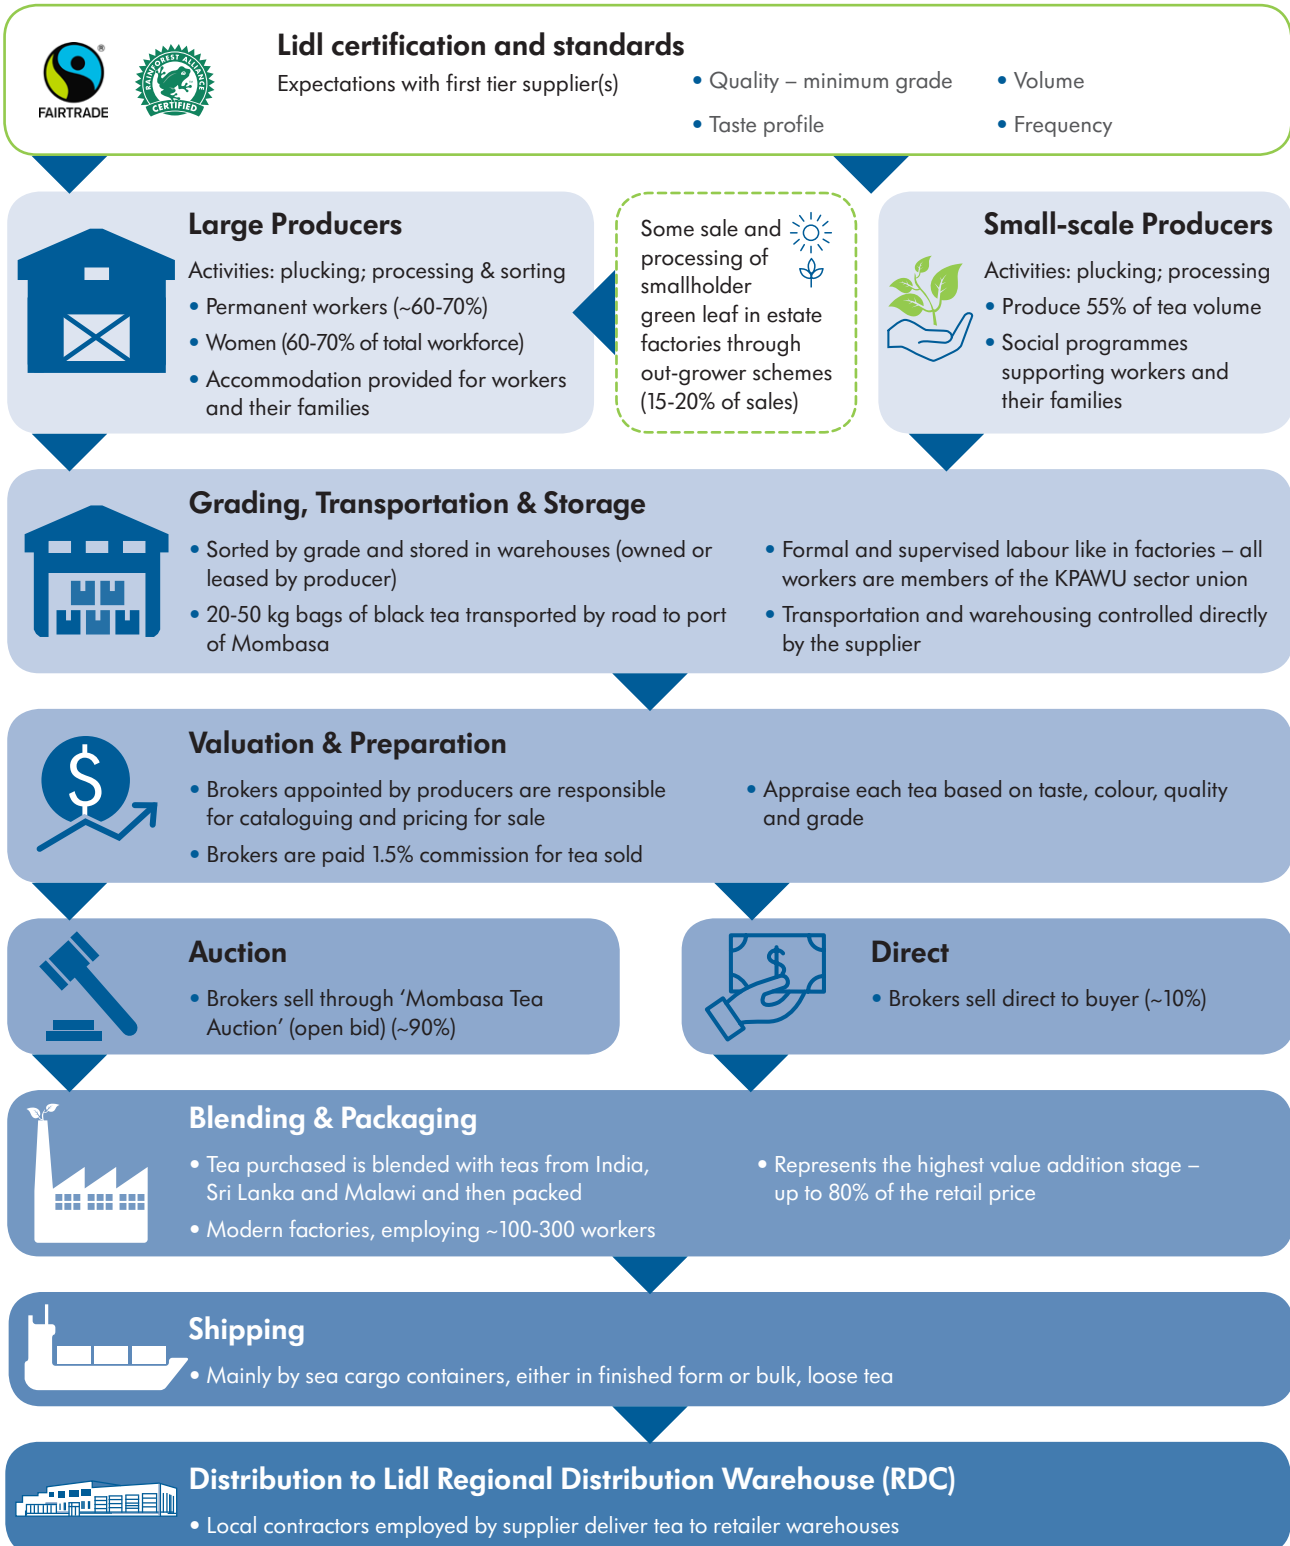 Lidl certification and standards
Expectations with first tier supplier(s)
• Quality – minimum grade
• Volume
• Taste profile
• Frequency
®
FAIRTRADE
RAINFOREST ALLIANCE
CERTIFIED
Large Producers
Activities: plucking; processing & sorting
• Permanent workers (~60-70%)
• Women (60-70% of total workforce)
• Accommodation provided for workers
and their families
Some sale and
processing of
smallholder
green leaf in estate
factories through
out-grower schemes
(15-20% of sales)
Small-scale Producers
Activities: plucking; processing
• Produce 55% of tea volume
• Social programmes
supporting workers and
their families
Grading, Transportation & Storage
• Sorted by grade and stored in warehouses (owned or
leased by producer)
• 20-50 kg bags of black tea transported by road to port
of Mombasa
• Formal and supervised labour like in factories – all
workers are members of the KPAWU sector union
• Transportation and warehousing controlled directly
by the supplier
Valuation & Preparation
• Brokers appointed by producers are responsible
for cataloguing and pricing for sale
• Brokers are paid 1.5% commission for tea sold
• Appraise each tea based on taste, colour, quality
and grade
$
Auction
• Brokers sell through ‘Mombasa Tea
Auction’ (open bid) (~90%)
$
Direct
• Brokers sell direct to buyer (~10%)
Blending & Packaging
• Tea purchased is blended with teas from India,
Sri Lanka and Malawi and then packed
• Modern factories, employing ~100-300 workers
• Represents the highest value addition stage –
up to 80% of the retail price
Shipping
• Mainly by sea cargo containers, either in finished form or bulk, loose tea
Distribution to Lidl Regional Distribution Warehouse (RDC)
• Local contractors employed by supplier deliver tea to retailer warehouses